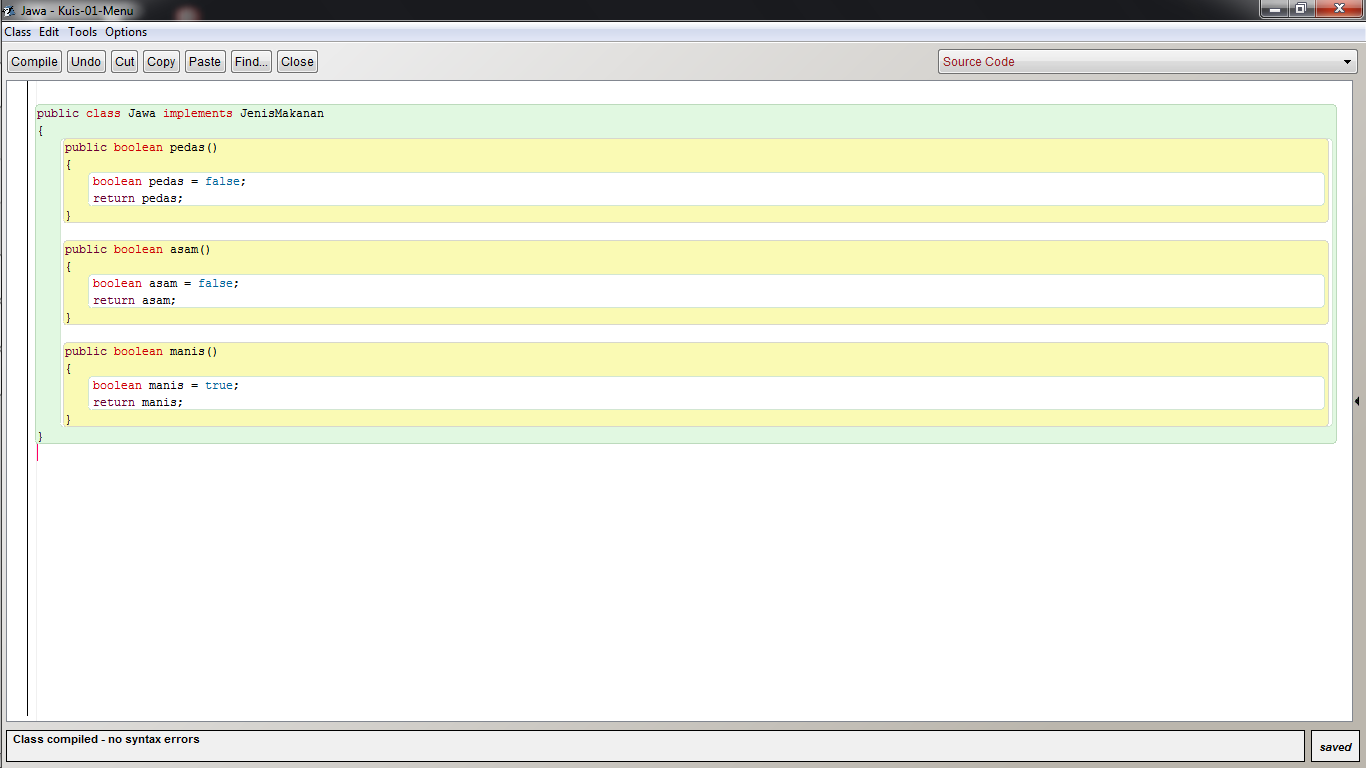 Jawa - Kuis-01-Menu
Class Edit Tools Options
Compile Undo Cut Copy Paste Find... Close Source Code
public class Jawa implements JenisMakanan
{
public boolean pedas()
{
boolean pedas = false;
return pedas;
}
public boolean asam()
{
boolean asam = false;
return asam;
}
public boolean manis()
{
boolean manis = true;
return manis;
}
}
Class compiled - no syntax errors
saved